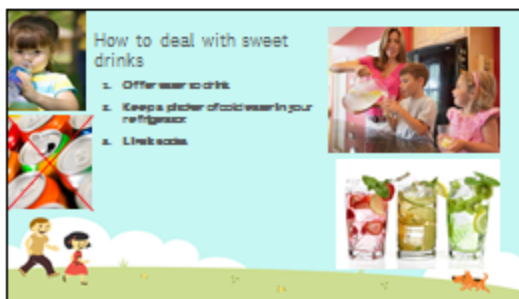 How to deal with sweet
drinks
1. Offer water to drink
2. Keep a pitcher of cold water in your
refrigerator.
3. Limit sodas